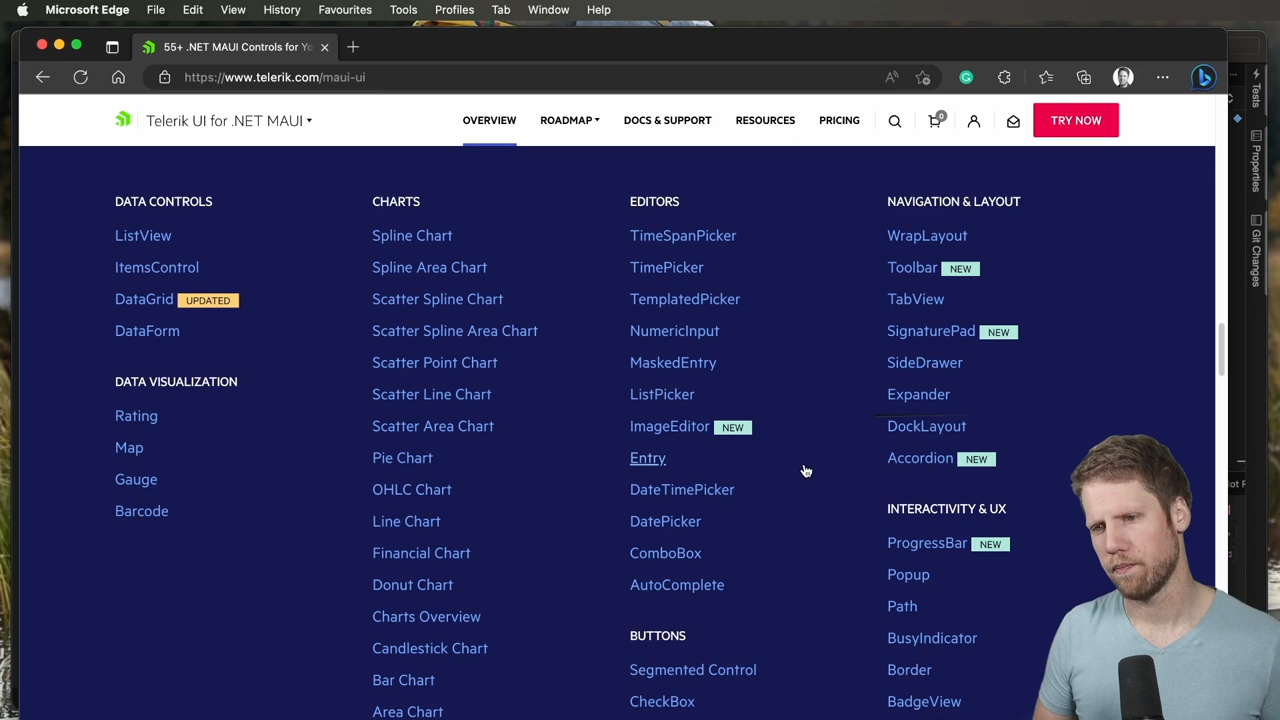 Microsoft Edge File Edit View History Favourites Tools Profiles Tab Window Help
55+ .NET MAUI Controls for Yo
https://www.telerik.com/maui-ui
Telerik UI for .NET MAUI
OVERVIEW ROADMAP DOCS & SUPPORT RESOURCES PRICING 0 TRY NOW
DATA CONTROLS
ListView
ItemsControl
DataGrid UPDATED
DataForm
DATA VISUALIZATION
Rating
Map
Gauge
Barcode
CHARTS
Spline Chart
Spline Area Chart
Scatter Spline Chart
Scatter Spline Area Chart
Scatter Point Chart
Scatter Line Chart
Scatter Area Chart
Pie Chart
OHLC Chart
Line Chart
Financial Chart
Donut Chart
Charts Overview
Candlestick Chart
Bar Chart
Area Chart
EDITORS
TimeSpanPicker
TimePicker
TemplatedPicker
NumericInput
MaskedEntry
ListPicker
ImageEditor NEW
Entry
DateTimePicker
DatePicker
ComboBox
AutoComplete
BUTTONS
Segmented Control
CheckBox
NAVIGATION & LAYOUT
WrapLayout
Toolbar NEW
TabView
SignaturePad NEW
SideDrawer
Expander
DockLayout
Accordion NEW
INTERACTIVITY & UX
ProgressBar NEW
Popup
Path
BusyIndicator
Border
BadgeView
Tests
Properties
Git Changes